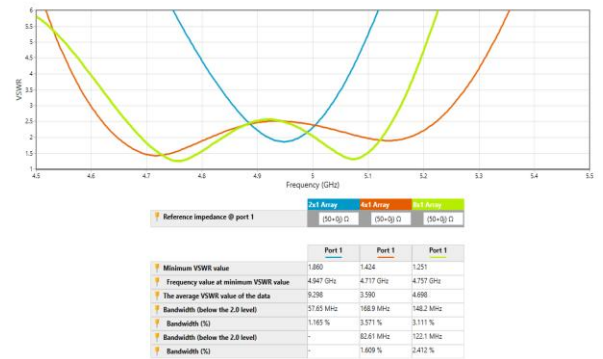 6
5.5
5
4.5
4
3.5
3
2.5
2
1.5
1
VSWR
4.5 4.6 4.7 4.8 4.9 5 5.1 5.2 5.3 5.4 5.5
Frequency (GHz)
2x1 Array 4x1 Array 8x1 Array
Reference impedance @ port 1 (50+0j) Ω (50+0j) Ω (50+0j) Ω
Port 1 Port 1 Port 1
Minimum VSWR value 1.860 1.424 1.251
Frequency value at minimum VSWR value 4.947 GHz 4.717 GHz 4.757 GHz
The average VSWR value of the data 9.298 3.590 4.698
Bandwidth (below the 2.0 level) 57.65 MHz 168.9 MHz 148.2 MHz
Bandwidth (%) 1.165 % 3.571 % 3.111 %
Bandwidth (below the 2.0 level) - 82.61 MHz 122.1 MHz
Bandwidth (%) - 1.609 % 2.412 %